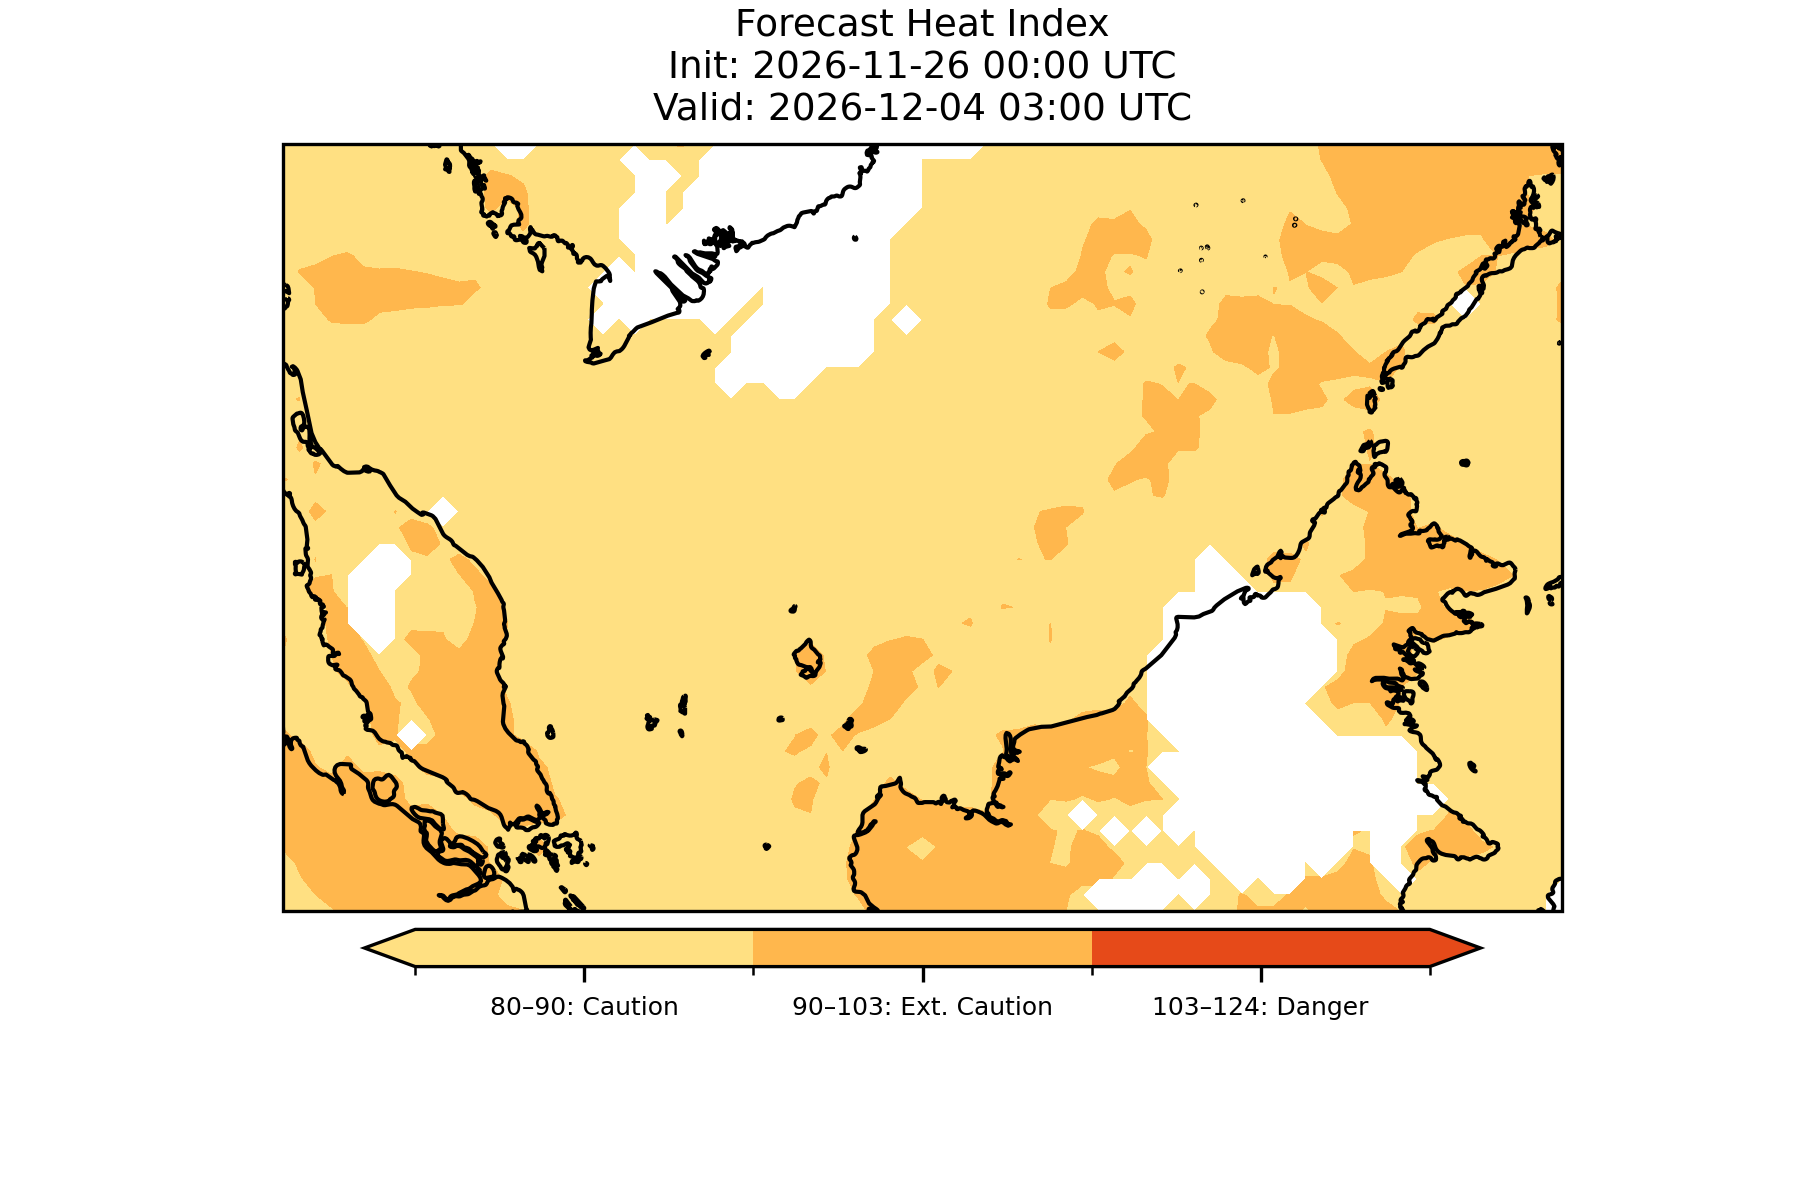 Forecast Heat Index
Init: 2026-11-26 00:00 UTC
Valid: 2026-12-04 03:00 UTC
80–90: Caution
90–103: Ext. Caution
103–124: Danger